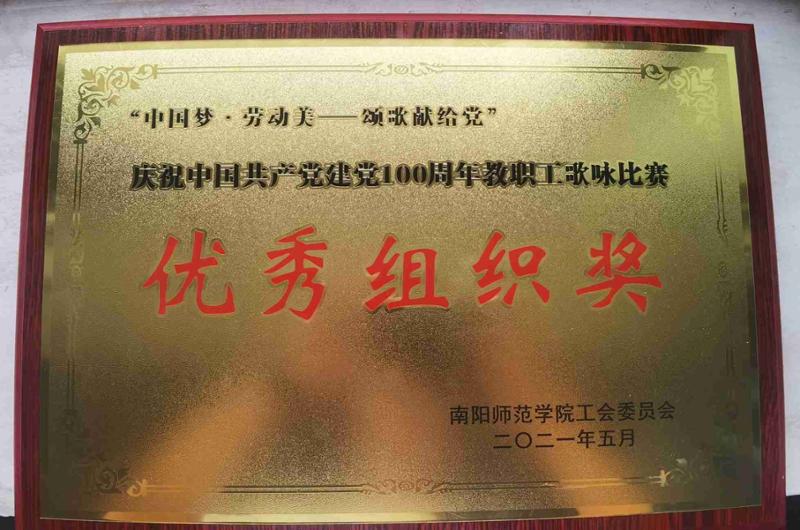 “中国梦·劳动美——颂歌献给党”
庆祝中国共产党建党100周年教职工歌咏比赛
优秀组织奖
南阳师范学院工会委员会
二〇二一年五月